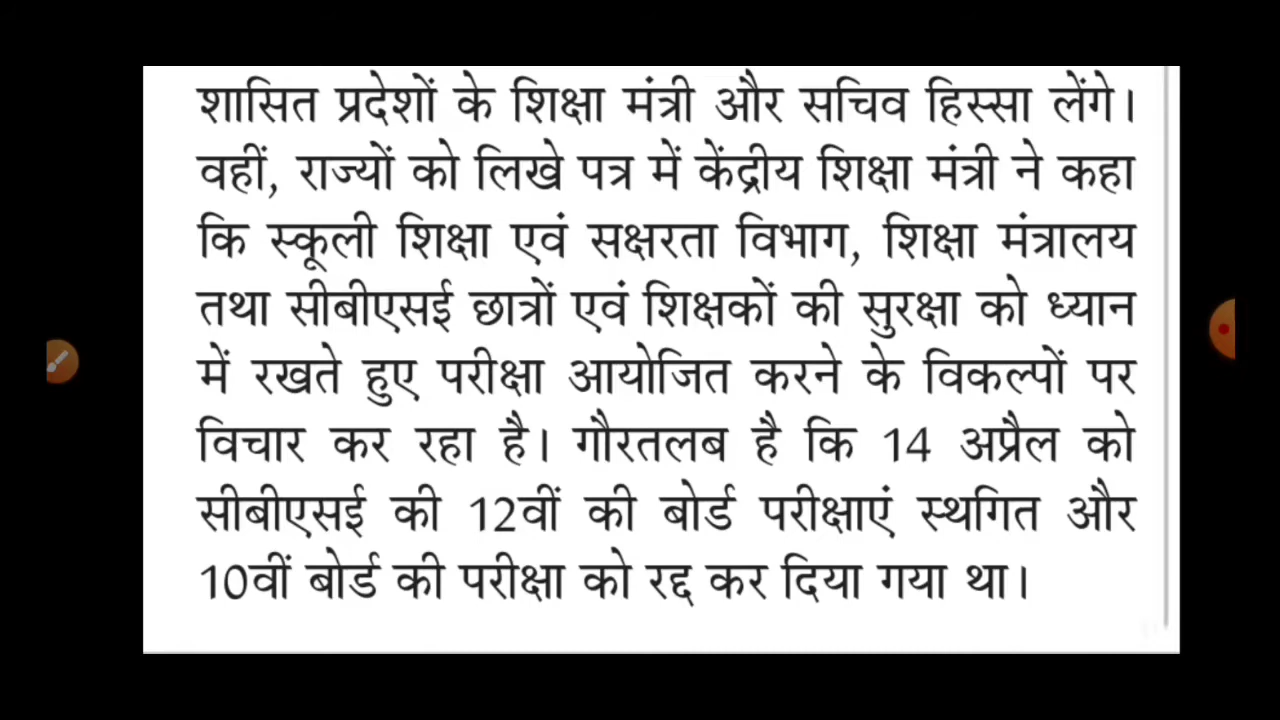 शासित प्रदेशों के शिक्षा मंत्री और सचिव हिस्सा लेंगे।
वहीं, राज्यों को लिखे पत्र में केंद्रीय शिक्षा मंत्री ने कहा
कि स्कूली शिक्षा एवं सक्षरता विभाग, शिक्षा मंत्रालय
तथा सीबीएसई छात्रों एवं शिक्षकों की सुरक्षा को ध्यान
में रखते हुए परीक्षा आयोजित करने के विकल्पों पर
विचार कर रहा है। गौरतलब है कि 14 अप्रैल को
सीबीएसई की 12वीं की बोर्ड परीक्षाएं स्थगित और
10वीं बोर्ड की परीक्षा को रद्द कर दिया गया था।